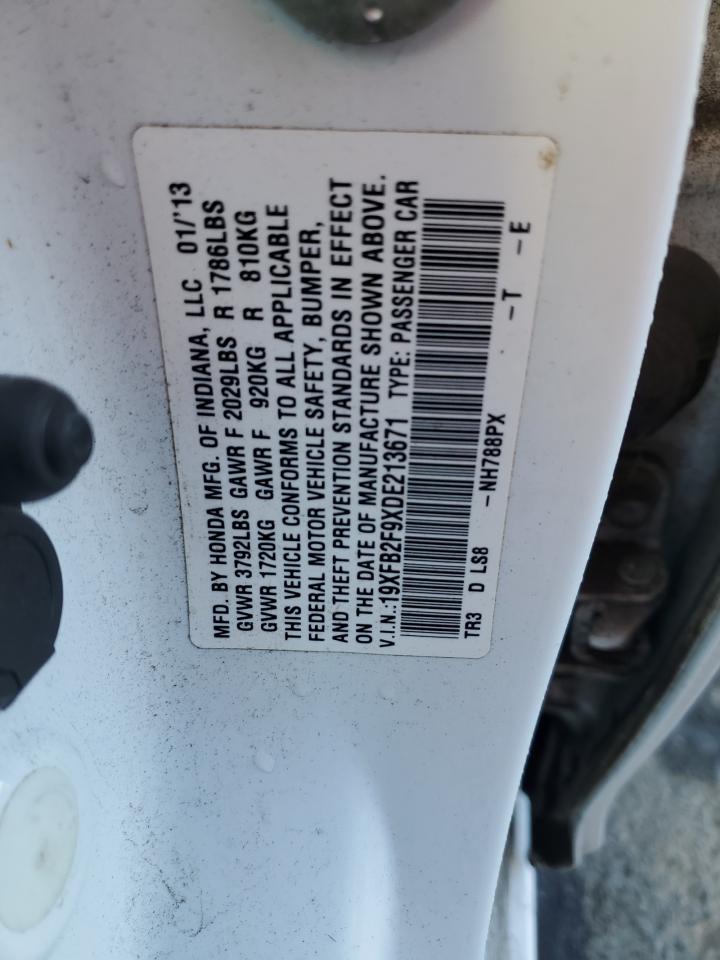 MFD. BY HONDA MFG. OF INDIANA, LLC 01/'13
GVWR 3792LBS GAWR F 2029LBS R 1786LBS
GVWR 1720KG GAWR F 920KG R 810KG
THIS VEHICLE CONFORMS TO ALL APPLICABLE
FEDERAL MOTOR VEHICLE SAFETY, BUMPER,
AND THEFT PREVENTION STANDARDS IN EFFECT
ON THE DATE OF MANUFACTURE SHOWN ABOVE.
V.I.N.:19XFB2F9XDE213671 TYPE: PASSENGER CAR
TR3 D LS8 -NH788PX -T -E